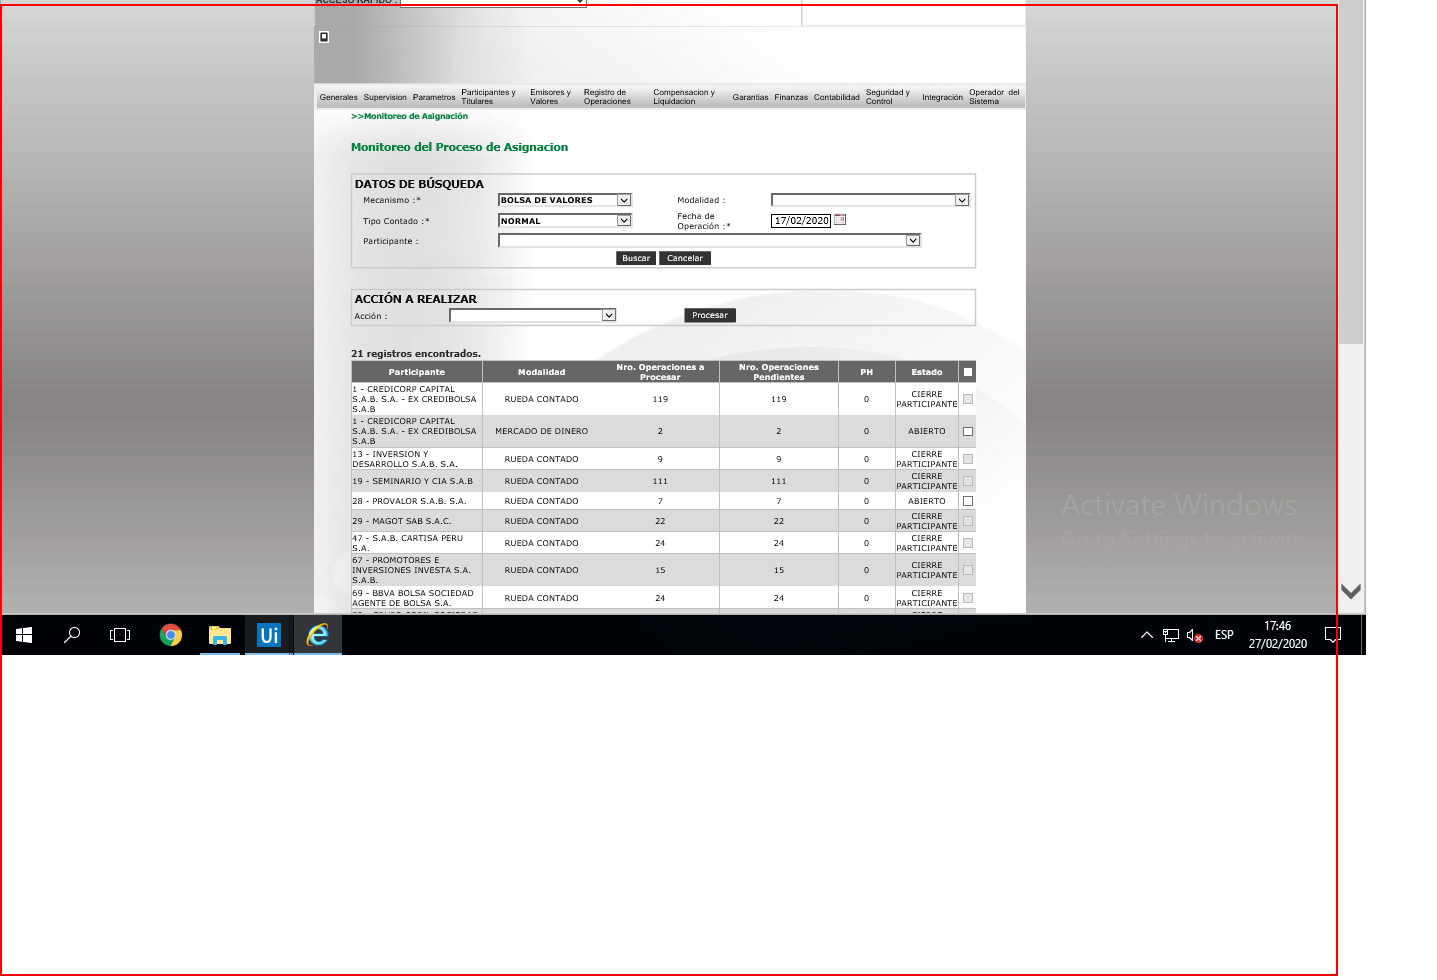 ACCESO RAPIDO :
Generales Supervision Parametros Participantes y Titulares Emisores y Valores Registro de Operaciones Compensacion y Liquidacion Garantias Finanzas Contabilidad Seguridad y Control Integración Operador del Sistema
>>Monitoreo de Asignación
Monitoreo del Proceso de Asignacion
DATOS DE BÚSQUEDA
Mecanismo :* BOLSA DE VALORES Modalidad :
Tipo Contado :* NORMAL Fecha de Operación :* 17/02/2020
Participante :
Buscar Cancelar
ACCIÓN A REALIZAR
Acción : Procesar
21 registros encontrados.
Participante Modalidad Nro. Operaciones a Procesar Nro. Operaciones Pendientes PH Estado
1 - CREDICORP CAPITAL S.A.B. S.A. - EX CREDIBOLSA S.A.B RUEDA CONTADO 119 119 0 CIERRE PARTICIPANTE
1 - CREDICORP CAPITAL S.A.B. S.A. - EX CREDIBOLSA S.A.B MERCADO DE DINERO 2 2 0 ABIERTO
13 - INVERSION Y DESARROLLO S.A.B. S.A. RUEDA CONTADO 9 9 0 CIERRE PARTICIPANTE
19 - SEMINARIO Y CIA S.A.B RUEDA CONTADO 111 111 0 CIERRE PARTICIPANTE
28 - PROVALOR S.A.B. S.A. RUEDA CONTADO 7 7 0 ABIERTO
29 - MAGOT SAB S.A.C. RUEDA CONTADO 22 22 0 CIERRE PARTICIPANTE
47 - S.A.B. CARTISA PERU S.A. RUEDA CONTADO 24 24 0 CIERRE PARTICIPANTE
67 - PROMOTORES E INVERSIONES INVESTA S.A. S.A.B. RUEDA CONTADO 15 15 0 CIERRE PARTICIPANTE
69 - BBVA BOLSA SOCIEDAD AGENTE DE BOLSA S.A. RUEDA CONTADO 24 24 0 CIERRE PARTICIPANTE
Activate Windows
Go to Settings to activate
Ui
ESP
17:46
27/02/2020